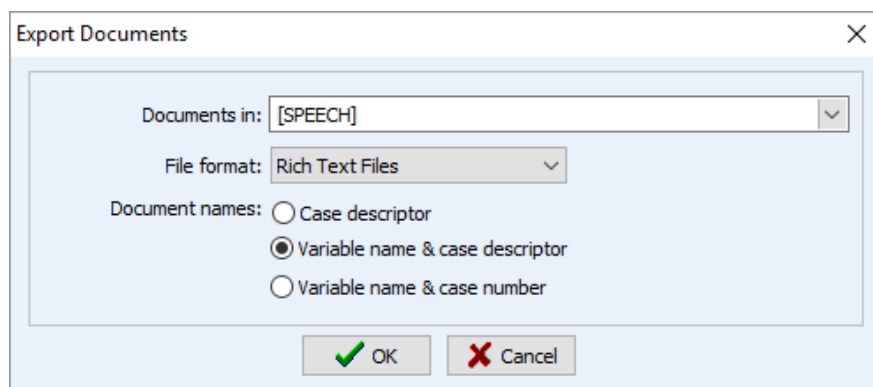 Export Documents
Documents in: [SPEECH]
File format: Rich Text Files
Document names: Case descriptor
Variable name & case descriptor
Variable name & case number
OK Cancel